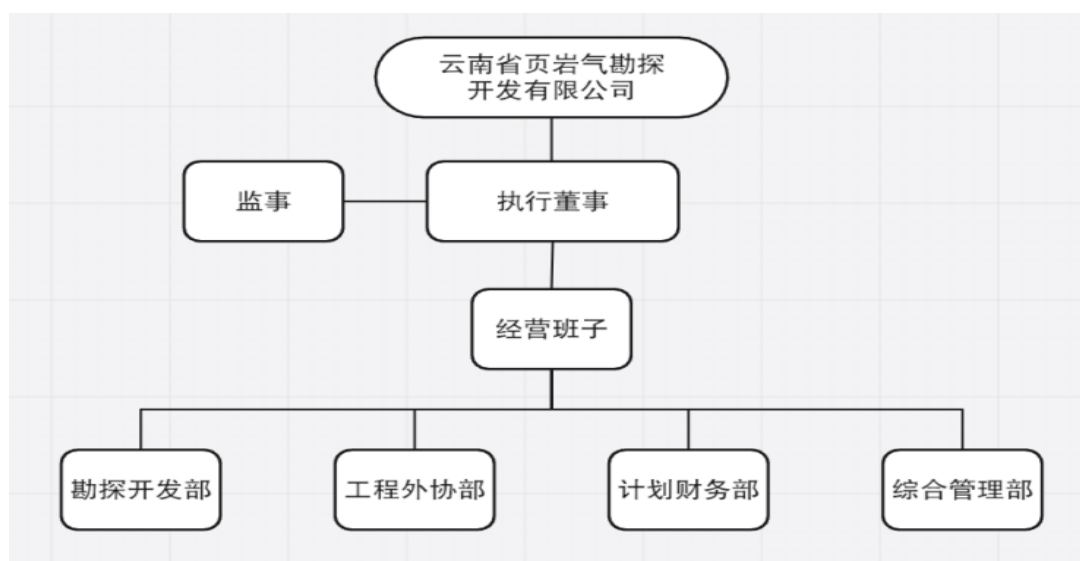 云南省页岩气勘探
开发有限公司
监事
执行董事
经营班子
勘探开发部
工程外协部
计划财务部
综合管理部